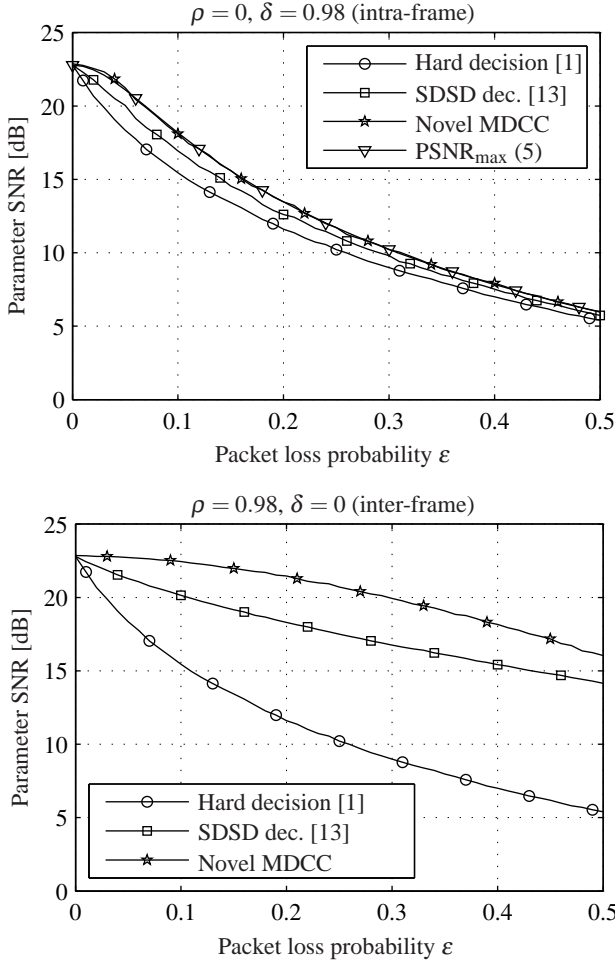 ρ = 0, δ = 0.98 (intra-frame)
25
20
15
10
5
0
Parameter SNR [dB]
Hard decision [1]
SDSD dec. [13]
Novel MDCC
PSNRmax (5)
0 0.1 0.2 0.3 0.4 0.5
Packet loss probability ε
ρ = 0.98, δ = 0 (inter-frame)
25
20
15
10
5
0
Parameter SNR [dB]
Hard decision [1]
SDSD dec. [13]
Novel MDCC
0 0.1 0.2 0.3 0.4 0.5
Packet loss probability ε